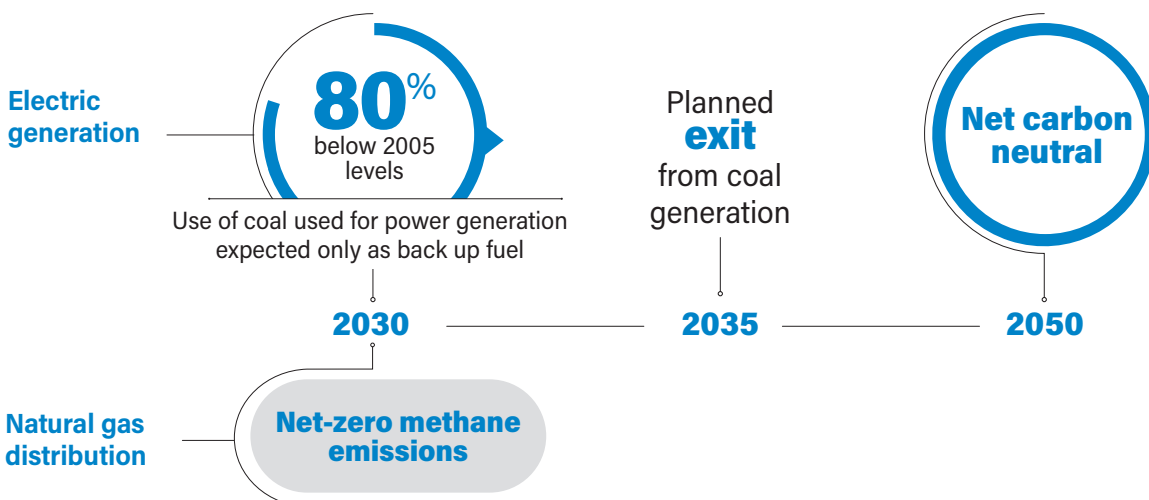 Electric
generation
80%
below 2005
levels
Use of coal used for power generation
expected only as back up fuel
Planned
exit
from coal
generation
Net carbon
neutral
2030
2035
2050
Natural gas
distribution
Net-zero methane
emissions